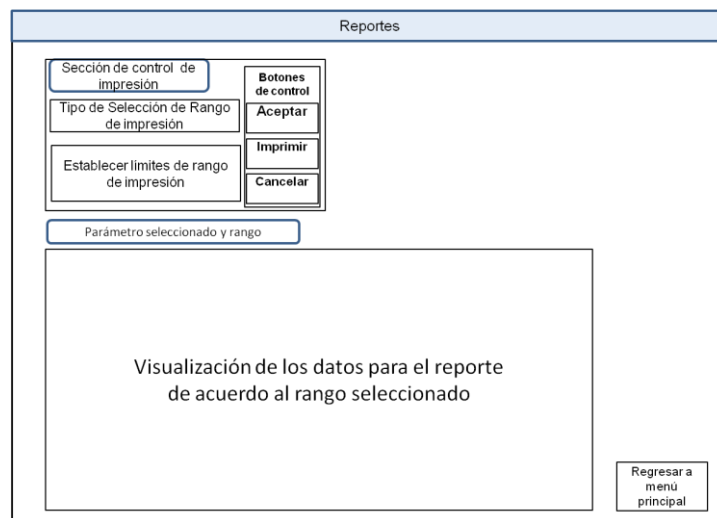 Reportes
Sección de control de
impresión
Tipo de Selección de Rango
de impresión
Establecer limites de rango
de impresión
Botones
de control
Aceptar
Imprimir
Cancelar
Parámetro seleccionado y rango
Visualización de los datos para el reporte
de acuerdo al rango seleccionado
Regresar a
menú
principal